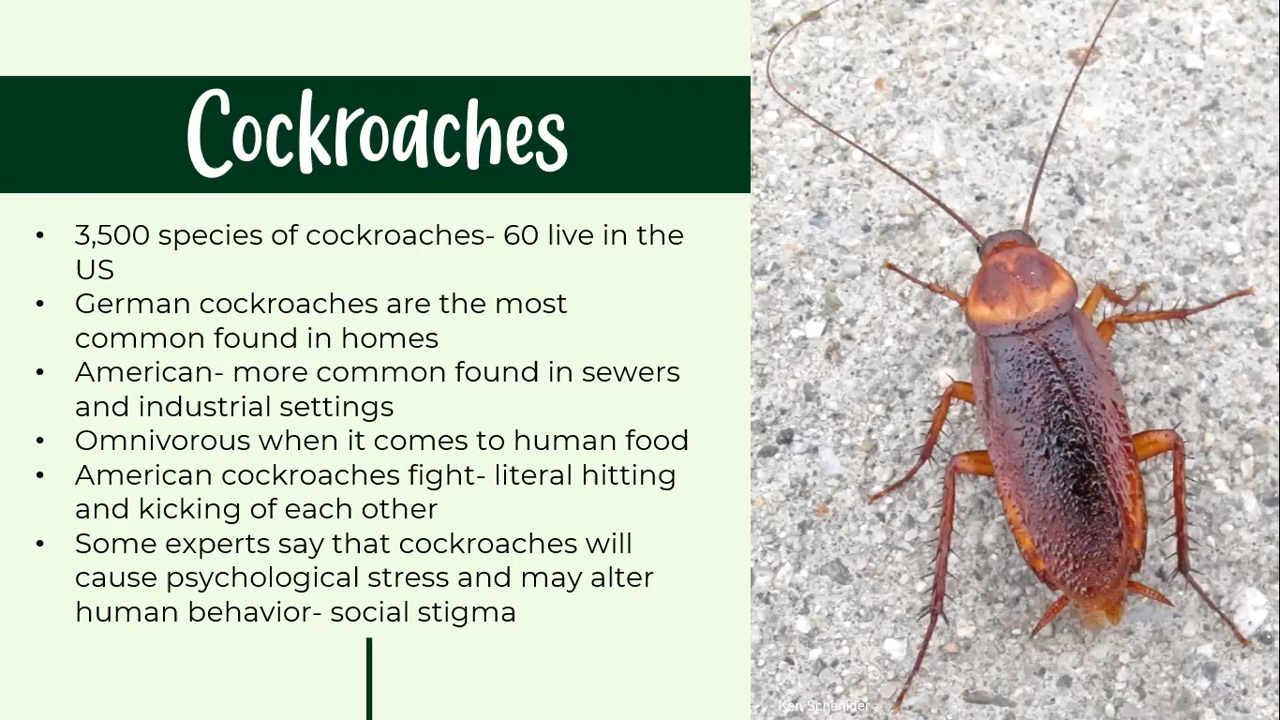 Cockroaches
• 3,500 species of cockroaches- 60 live in the
US
• German cockroaches are the most
common found in homes
• American- more common found in sewers
and industrial settings
• Omnivorous when it comes to human food
• American cockroaches fight- literal hitting
and kicking of each other
• Some experts say that cockroaches will
cause psychological stress and may alter
human behavior- social stigma
Ken Schaniger